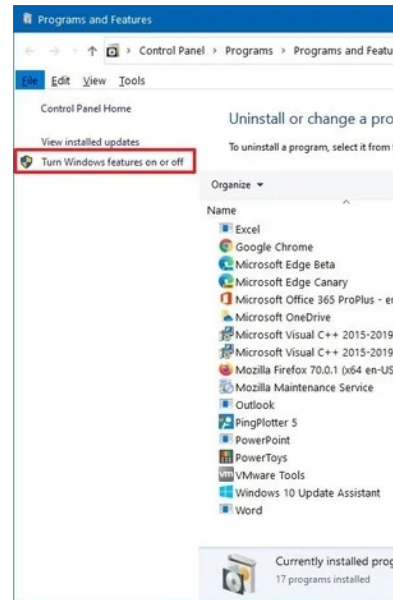 Programs and Features
Control Panel > Programs > Programs and Featu
File Edit View Tools
Control Panel Home
View installed updates
Turn Windows features on or off
Uninstall or change a pro
To uninstall a program, select it from
Organize
Name
Excel
Google Chrome
Microsoft Edge Beta
Microsoft Edge Canary
Microsoft Office 365 ProPlus - en
Microsoft OneDrive
Microsoft Visual C++ 2015-2019
Microsoft Visual C++ 2015-2019
Mozilla Firefox 70.0.1 (x64 en-US
Mozilla Maintenance Service
Outlook
PingPlotter 5
PowerPoint
PowerToys
vm VMware Tools
Windows 10 Update Assistant
Word
Currently installed prog
17 programs installed